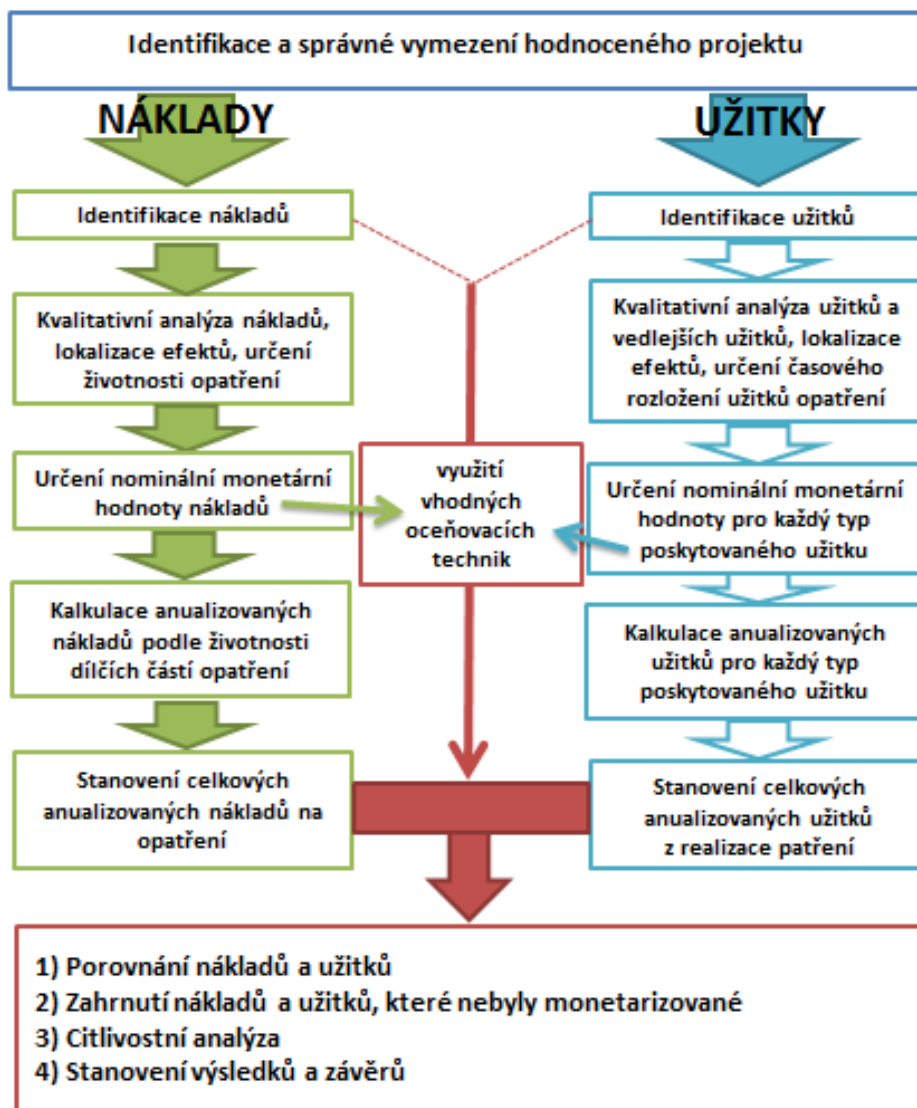 Identifikace a správné vymezení hodnoceného projektu
NÁKLADY
UŽITKY
Identifikace nákladů
Identifikace užitků
Kvalitativní analýza nákladů,
lokalizace efektů, určení
životnosti opatření
Kvalitativní analýza užitků a
vedlejších užitků, lokalizace
efektů, určení časového
rozložení užitků opatření
Určení nominální monetární
hodnoty nákladů
využití
vhodných
oceňovacích
technik
Určení nominální monetární
hodnoty pro každý typ
poskytovaného užitku
Kalkulace anualizovaných
nákladů podle životnosti
dílčích částí opatření
Kalkulace anualizovaných
užitků pro každý typ
poskytovaného užitku
Stanovení celkových
anualizovaných nákladů na
opatření
Stanovení celkových
anualizovaných užitků
z realizace patření
1) Porovnání nákladů a užitků
2) Zahrnutí nákladů a užitků, které nebyly monetarizované
3) Citlivostní analýza
4) Stanovení výsledků a závěrů